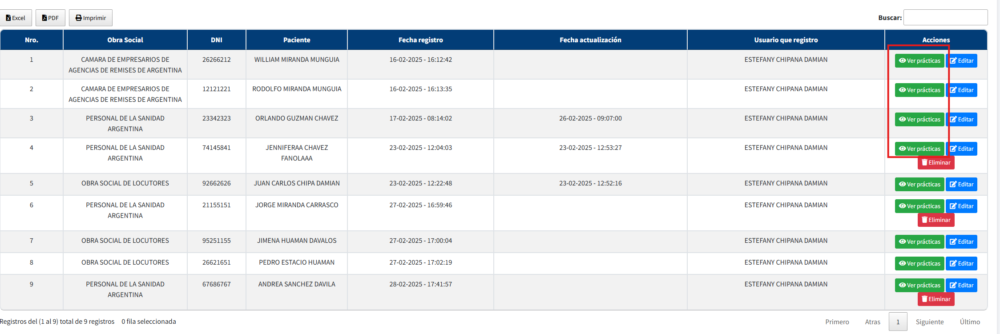 Excel PDF Imprimir Buscar:
Nro. Obra Social DNI Paciente Fecha registro Fecha actualización Usuario que registro Acciones
1 CAMARA DE EMPRESARIOS DE 26266212 WILLIAM MIRANDA MUNGUIA 16-02-2025 - 16:12:42 ESTEFANY CHIPANA DAMIAN Ver prácticas Editar
AGENCIAS DE REMISES DE ARGENTINA
2 CAMARA DE EMPRESARIOS DE 12121221 RODOLFO MIRANDA MUNGUIA 16-02-2025 - 16:13:35 ESTEFANY CHIPANA DAMIAN Ver prácticas Editar
AGENCIAS DE REMISES DE ARGENTINA
3 PERSONAL DE LA SANIDAD 23342323 ORLANDO GUZMAN CHAVEZ 17-02-2025 - 08:14:02 26-02-2025 - 09:07:00 ESTEFANY CHIPANA DAMIAN Ver prácticas Editar
ARGENTINA
4 PERSONAL DE LA SANIDAD 74145841 JENNIFERAA CHAVEZ 23-02-2025 - 12:04:03 23-02-2025 - 12:53:27 ESTEFANY CHIPANA DAMIAN Ver prácticas Editar
ARGENTINA FANOLAAA Eliminar
5 OBRA SOCIAL DE LOCUTORES 92662626 JUAN CARLOS CHIPA DAMIAN 23-02-2025 - 12:22:48 23-02-2025 - 12:52:16 ESTEFANY CHIPANA DAMIAN Ver prácticas Editar
6 PERSONAL DE LA SANIDAD 21155151 JORGE MIRANDA CARRASCO 27-02-2025 - 16:59:46 ESTEFANY CHIPANA DAMIAN Ver prácticas Editar
ARGENTINA Eliminar
7 OBRA SOCIAL DE LOCUTORES 95251155 JIMENA HUAMAN DAVALOS 27-02-2025 - 17:00:04 ESTEFANY CHIPANA DAMIAN Ver prácticas Editar
8 OBRA SOCIAL DE LOCUTORES 26621651 PEDRO ESTACIO HUAMAN 27-02-2025 - 17:02:19 ESTEFANY CHIPANA DAMIAN Ver prácticas Editar
9 PERSONAL DE LA SANIDAD 67686767 ANDREA SANCHEZ DAVILA 28-02-2025 - 17:41:57 ESTEFANY CHIPANA DAMIAN Ver prácticas Editar
ARGENTINA Eliminar
Registros del (1 al 9) total de 9 registros 0 fila seleccionada Primero Atras 1 Siguiente Último